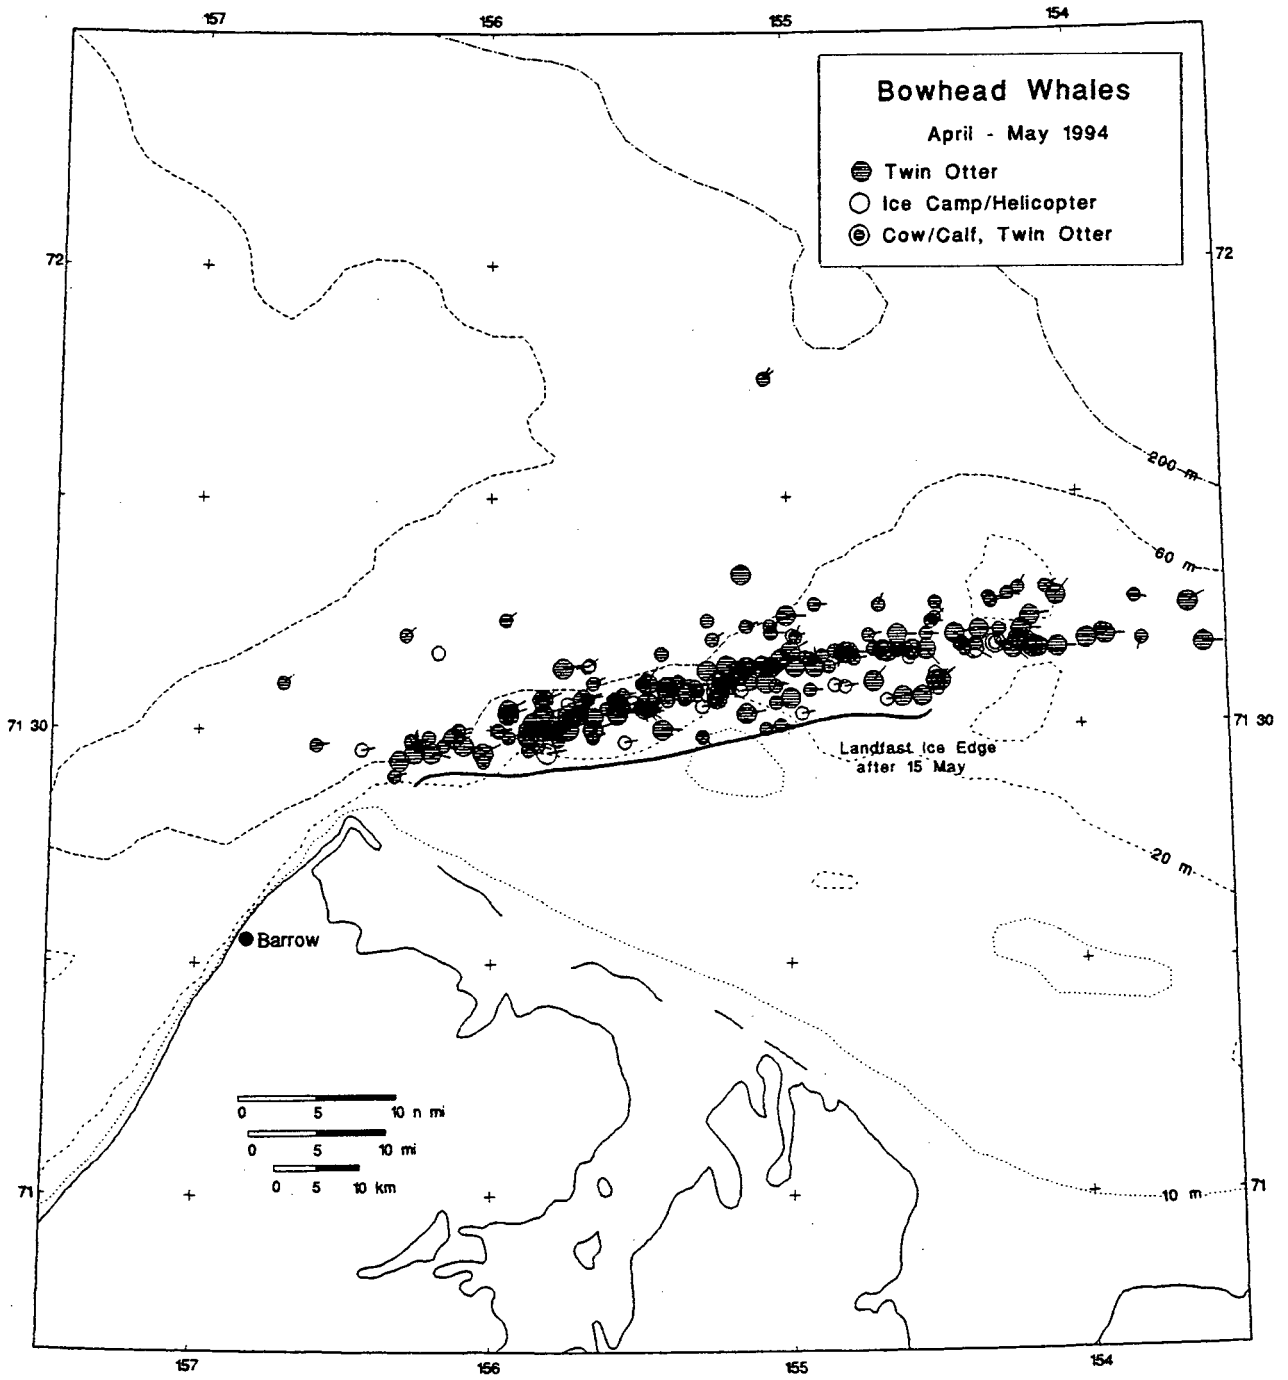 157 156 155 154
Bowhead Whales
April - May 1994
Twin Otter
Ice Camp/Helicopter
Cow/Calf, Twin Otter
72 72
200 m
60 m
71 30 71 30
Landfast Ice Edge
after 15 May
20 m
Barrow
0 5 10 n mi
0 5 10 mi
0 5 10 km
71 71
10 m
157 156 155 154